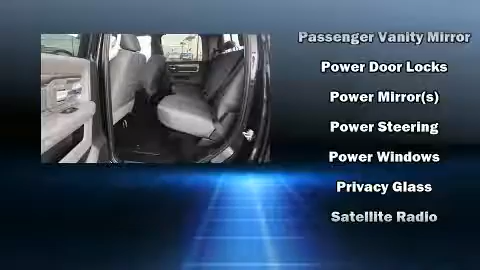 Passenger Vanity Mirror
Power Door Locks
Power Mirror(s)
Power Steering
Power Windows
Privacy Glass
Satellite Radio